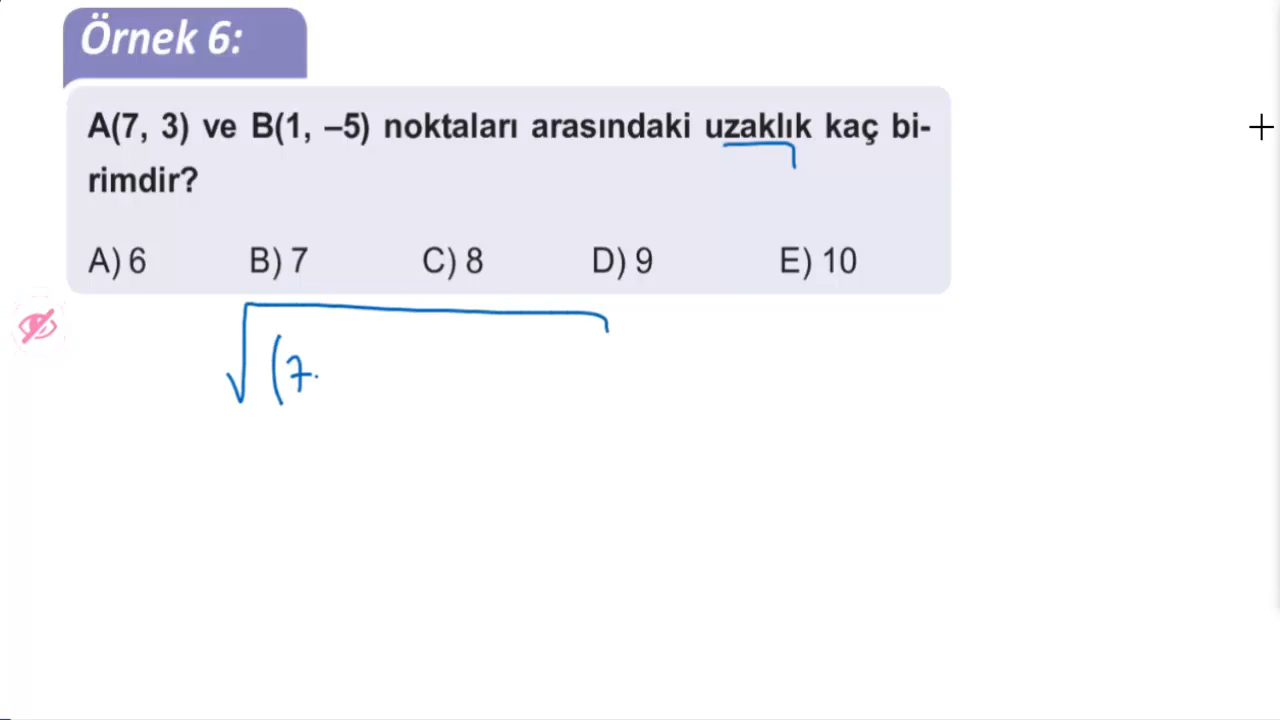 Örnek 6:
A(7, 3) ve B(1, –5) noktaları arasındaki uzaklık kaç bi-
rimdir?
A) 6 B) 7 C) 8 D) 9 E) 10
√(7.